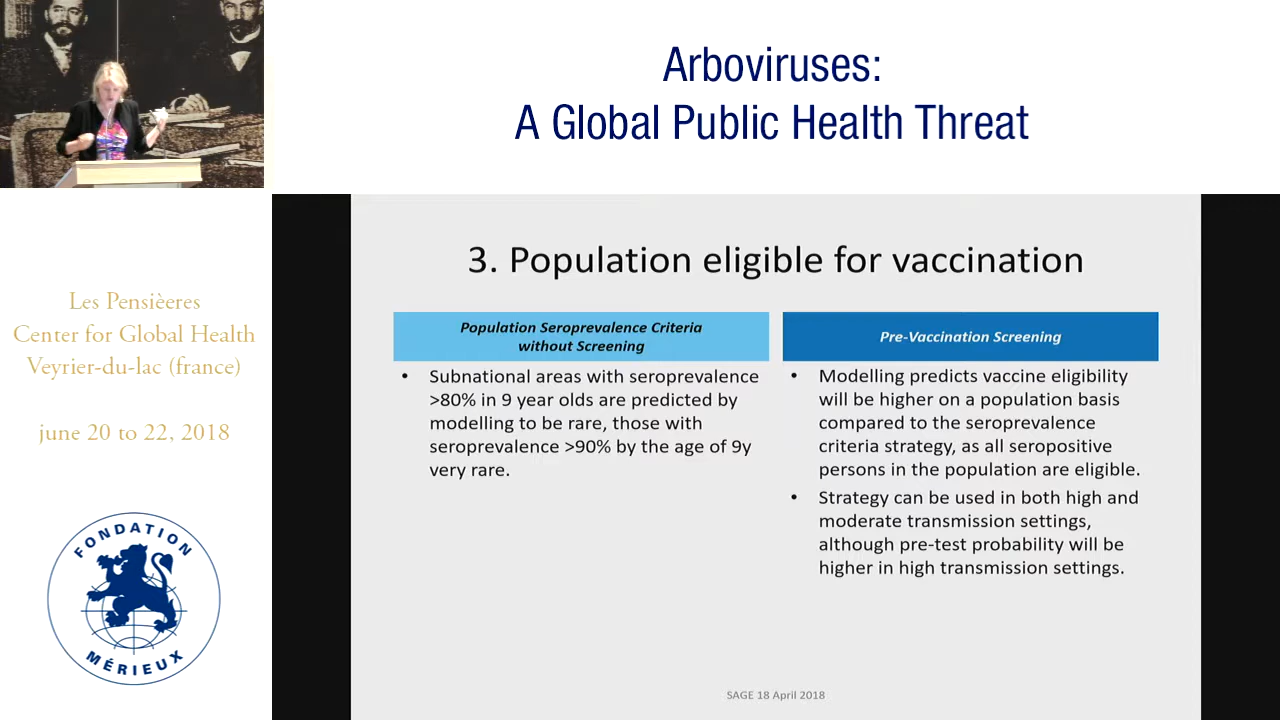 Arboviruses:
A Global Public Health Threat
Les Pensièeres
Center for Global Health
Veyrier-du-lac (france)
june 20 to 22, 2018
FONDATION
MÉRIEUX
3. Population eligible for vaccination
Population Seroprevalence Criteria
without Screening
• Subnational areas with seroprevalence
>80% in 9 year olds are predicted by
modelling to be rare, those with
seroprevalence >90% by the age of 9y
very rare.
Pre-Vaccination Screening
• Modelling predicts vaccine eligibility
will be higher on a population basis
compared to the seroprevalence
criteria strategy, as all seropositive
persons in the population are eligible.
• Strategy can be used in both high and
moderate transmission settings,
although pre-test probability will be
higher in high transmission settings.
SAGE 18 April 2018